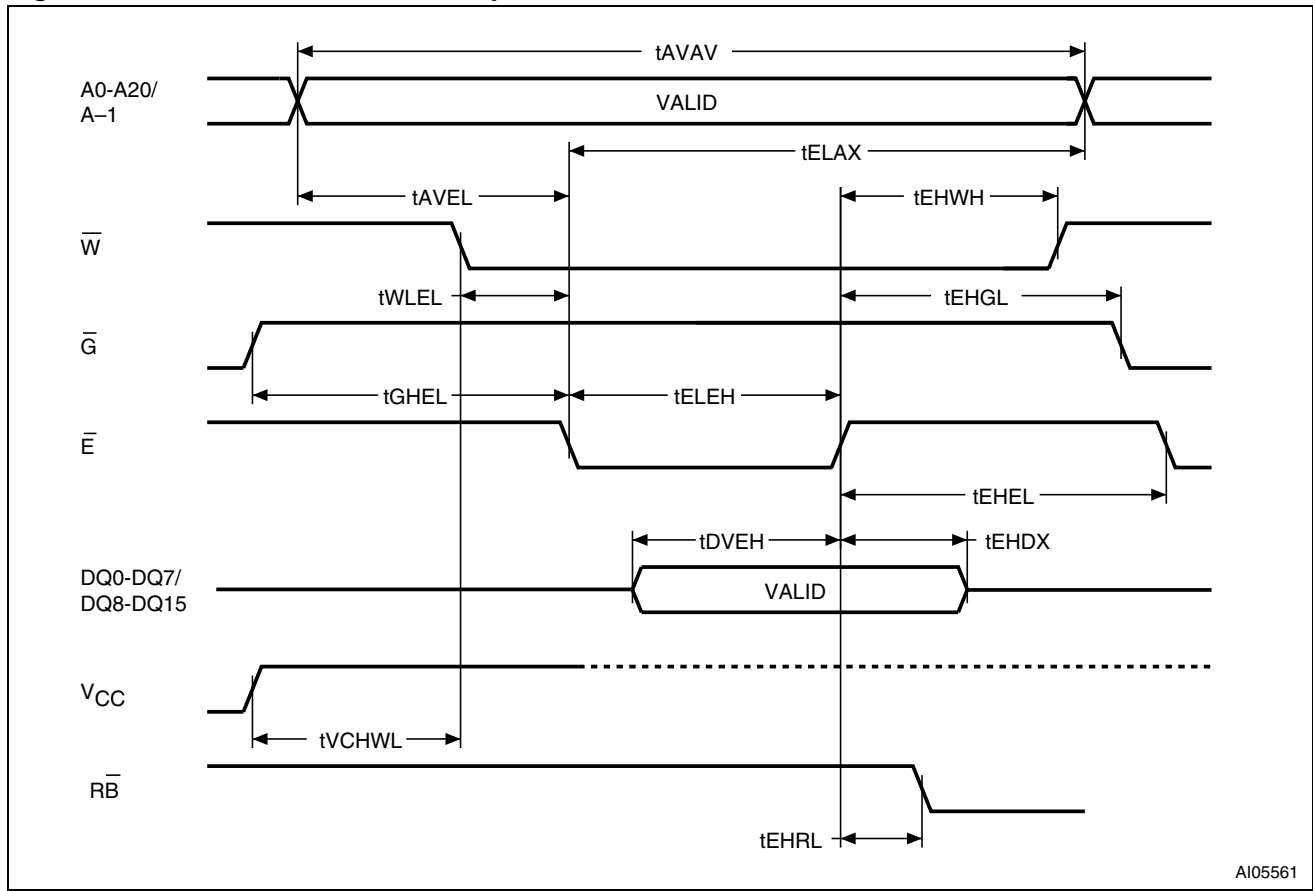 tAVAV
A0-A20/
A–1
VALID
tELAX
tAVEL
tEHWH
W̅
tWLEL
tEHGL
G̅
tGHEL
tELEH
E̅
tEHEL
tDVEH
tEHDX
DQ0-DQ7/
DQ8-DQ15
VALID
VCC
tVCHWL
RB̅
tEHRL
AI05561